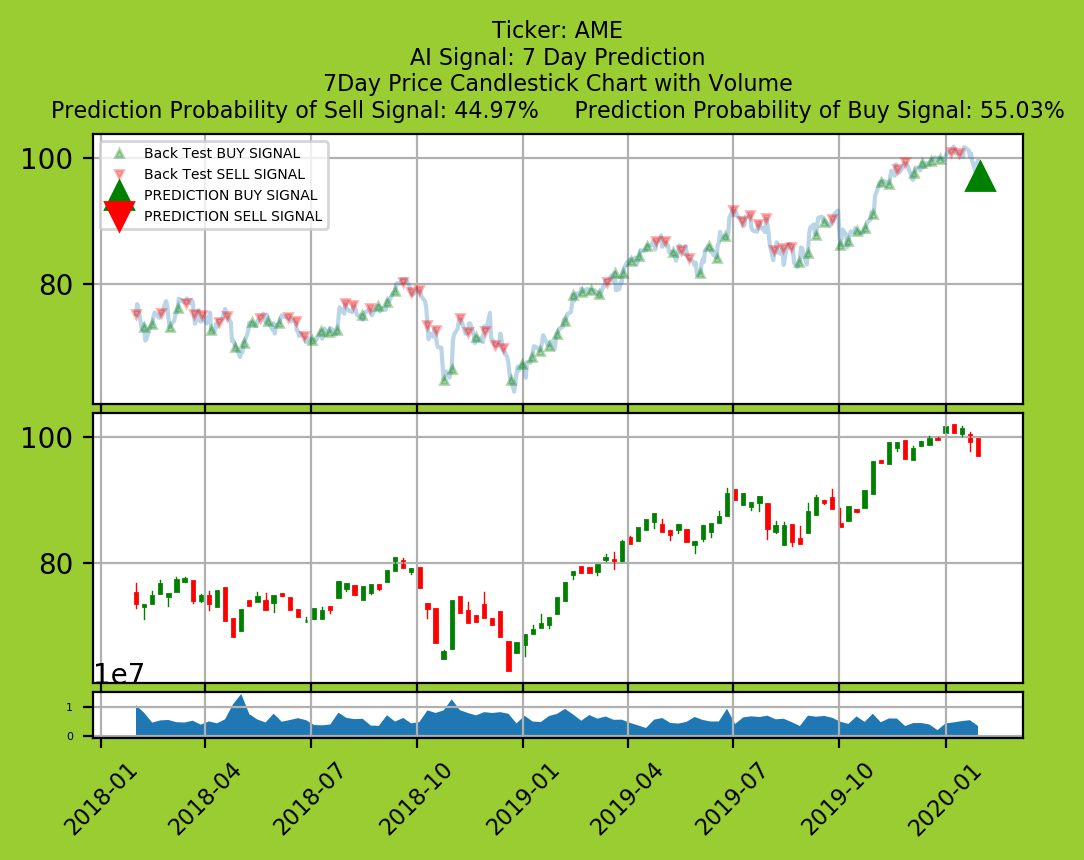 Ticker: AME
AI Signal: 7 Day Prediction
7Day Price Candlestick Chart with Volume
Prediction Probability of Sell Signal: 44.97%     Prediction Probability of Buy Signal: 55.03%
Back Test BUY SIGNAL
Back Test SELL SIGNAL
PREDICTION BUY SIGNAL
PREDICTION SELL SIGNAL
100
80
100
80
1e7
1
0
2018-01 2018-04 2018-07 2018-10 2019-01 2019-04 2019-07 2019-10 2020-01